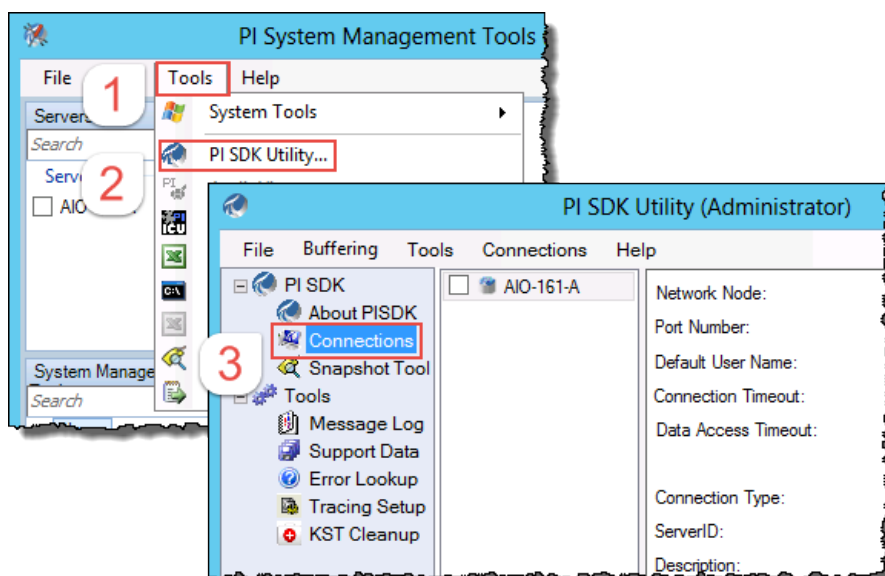 PI System Management Tools
File
Tools
Help
1
Servers
Search
2
AIO
System Tools
PI SDK Utility...
PI
ICU
C:\
System Manage
Search
PI SDK Utility (Administrator)
File Buffering Tools Connections Help
PI SDK
About PISDK
Connections
3
Snapshot Tool
Tools
Message Log
Support Data
Error Lookup
Tracing Setup
KST Cleanup
AIO-161-A
Network Node:
Port Number:
Default User Name:
Connection Timeout:
Data Access Timeout:
Connection Type:
ServerID:
Description: